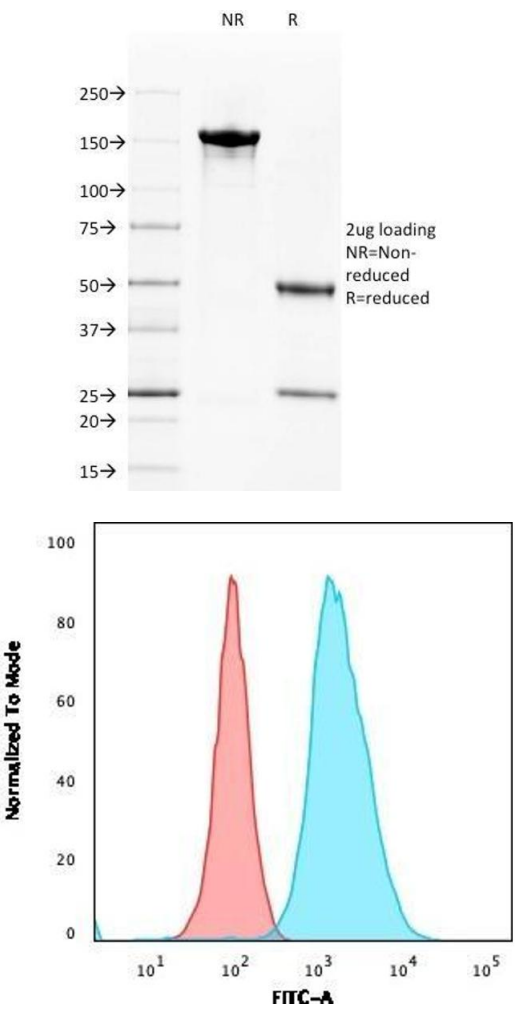 NR R
250→
150→
100→
75→
50→
37→
25→
20→
15→
2ug loading
NR=Non-
reduced
R=reduced
100
80
60
40
20
0
Normalized To Mode
10¹ 10² 10³ 10⁴ 10⁵
FITC-A